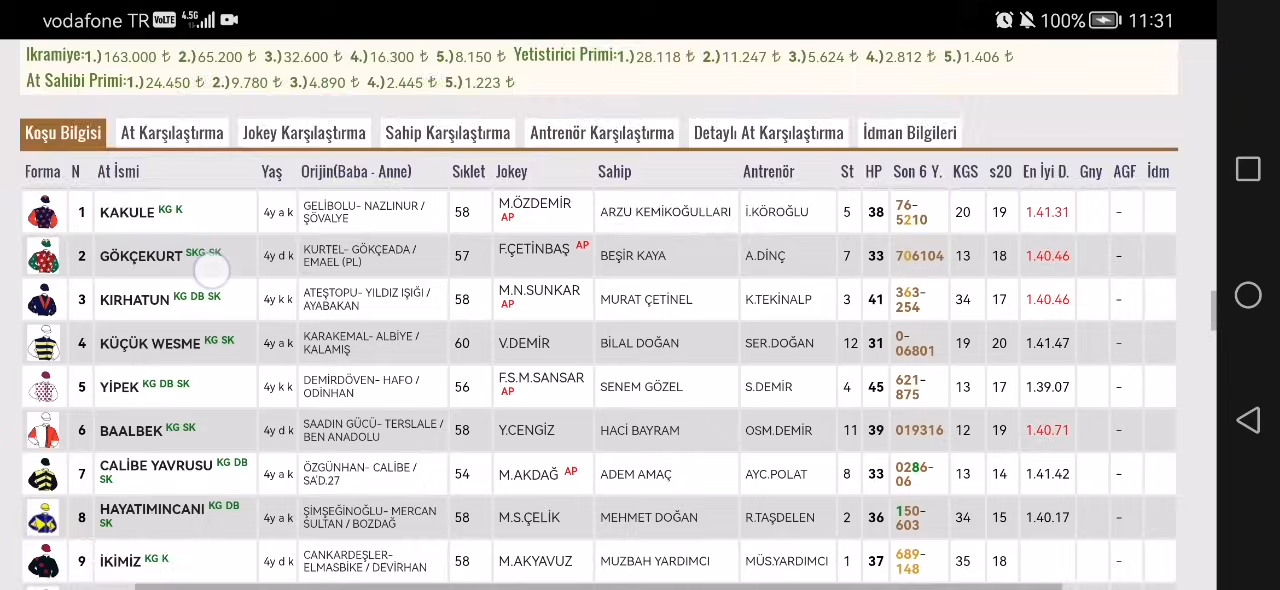 vodafone TR VoLTE 4.5G 100% 11:31
Ikramiye:1.)163.000 ₺ 2.)65.200 ₺ 3.)32.600 ₺ 4.)16.300 ₺ 5.)8.150 ₺ Yetistirici Primi:1.)28.118 ₺ 2.)11.247 ₺ 3.)5.624 ₺ 4.)2.812 ₺ 5.)1.406 ₺
At Sahibi Primi:1.)24.450 ₺ 2.)9.780 ₺ 3.)4.890 ₺ 4.)2.445 ₺ 5.)1.223 ₺
Koşu Bilgisi At Karşılaştırma Jokey Karşılaştırma Sahip Karşılaştırma Antrenör Karşılaştırma Detaylı At Karşılaştırma İdman Bilgileri
Forma N At İsmi Yaş Orijin(Baba - Anne) Sıklet Jokey Sahip Antrenör St HP Son 6 Y. KGS s20 En İyi D. Gny AGF İdm
1 KAKULE KG K 4y a k GELİBOLU- NAZLINUR / ŞÖVALYE 58 M.ÖZDEMİR AP ARZU KEMİKOĞULLARI İ.KÖROĞLU 5 38 76-5210 20 19 1.41.31 -
2 GÖKÇEKURT SKG SK 4y d k KURTEL- GÖKÇEADA / EMAEL (PL) 57 F.ÇETİNBAŞ AP BEŞİR KAYA A.DİNÇ 7 33 706104 13 18 1.40.46 -
3 KIRHATUN KG DB SK 4y k k ATEŞTOPU- YILDIZ IŞIĞI / AYABAKAN 58 M.N.SUNKAR AP MURAT ÇETİNEL K.TEKİNALP 3 41 363-254 34 17 1.40.46 -
4 KÜÇÜK WESME KG SK 4y a k KARAKEMAL- ALBİYE / KALAMIŞ 60 V.DEMİR BİLAL DOĞAN SER.DOĞAN 12 31 0-06801 19 20 1.41.47 -
5 YİPEK KG DB SK 4y k k DEMİRDÖVEN- HAFO / ODİNHAN 56 F.S.M.SANSAR AP SENEM GÖZEL S.DEMİR 4 45 621-875 13 17 1.39.07 -
6 BAALBEK KG SK 4y d k SAADIN GÜCÜ- TERSLALE / BEN ANADOLU 58 Y.CENGİZ HACİ BAYRAM OSM.DEMİR 11 39 019316 12 19 1.40.71 -
7 CALİBE YAVRUSU KG DB SK 4y a k ÖZGÜNHAN- CALİBE / SA'D.27 54 M.AKDAĞ AP ADEM AMAÇ AYC.POLAT 8 33 0286-06 13 14 1.41.42 -
8 HAYATIMINCANI KG DB SK 4y a k ŞİMŞEĞİNOĞLU- MERCAN SULTAN / BOZDAĞ 58 M.S.ÇELİK MEHMET DOĞAN R.TAŞDELEN 2 36 150-603 34 15 1.40.17 -
9 İKİMİZ KG K 4y d k CANKARDEŞLER- ELMASBİKE / DEVİRHAN 58 M.AKYAVUZ MUZBAH YARDIMCI MÜS.YARDIMCI 1 37 689-148 35 18 -